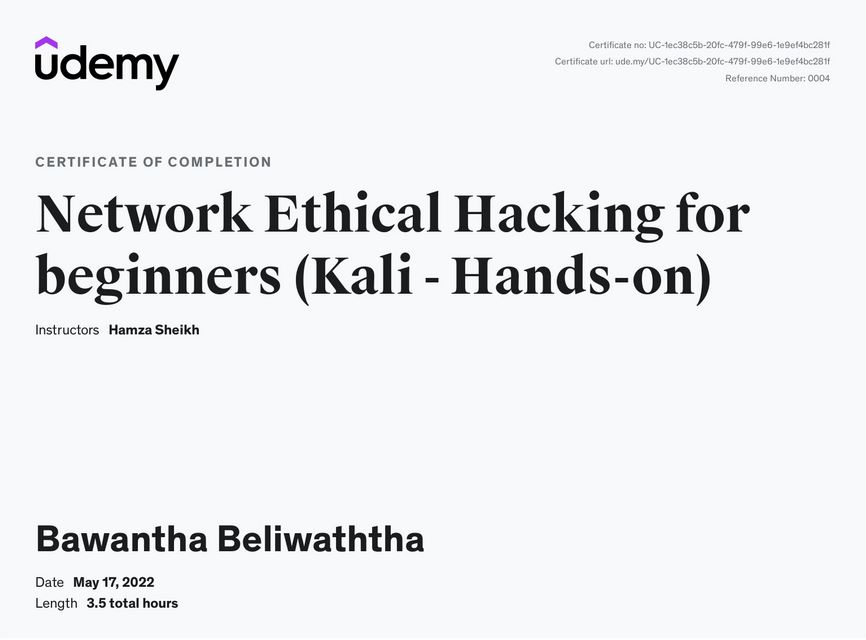 udemy
Certificate no: UC-1ec38c5b-20fc-479f-99e6-1e9ef4bc281f
Certificate url: ude.my/UC-1ec38c5b-20fc-479f-99e6-1e9ef4bc281f
Reference Number: 0004
CERTIFICATE OF COMPLETION
Network Ethical Hacking for
beginners (Kali - Hands-on)
Instructors Hamza Sheikh
Bawantha Beliwaththa
Date May 17, 2022
Length 3.5 total hours